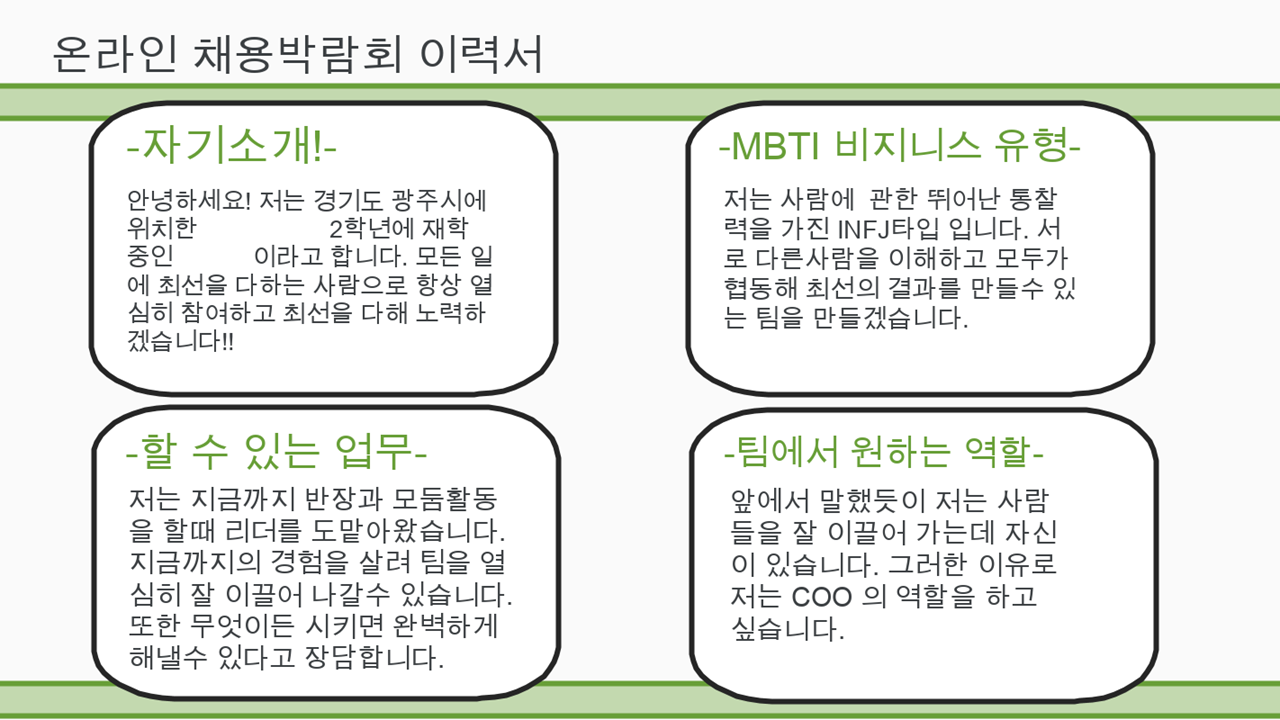 온라인 채용박람회 이력서
-자기소개!-
안녕하세요! 저는 경기도 광주시에
위치한 2학년에 재학
중인 이라고 합니다. 모든 일
에 최선을 다하는 사람으로 항상 열
심히 참여하고 최선을 다해 노력하
겠습니다!!
-MBTI 비지니스 유형-
저는 사람에 관한 뛰어난 통찰
력을 가진 INFJ타입 입니다. 서
로 다른사람을 이해하고 모두가
협동해 최선의 결과를 만들수 있
는 팀을 만들겠습니다.
-할 수 있는 업무-
저는 지금까지 반장과 모둠활동
을 할때 리더를 도맡아왔습니다.
지금까지의 경험을 살려 팀을 열
심히 잘 이끌어 나갈수 있습니다.
또한 무엇이든 시키면 완벽하게
해낼수 있다고 장담합니다.
-팀에서 원하는 역할-
앞에서 말했듯이 저는 사람
들을 잘 이끌어 가는데 자신
이 있습니다. 그러한 이유로
저는 COO 의 역할을 하고
싶습니다.